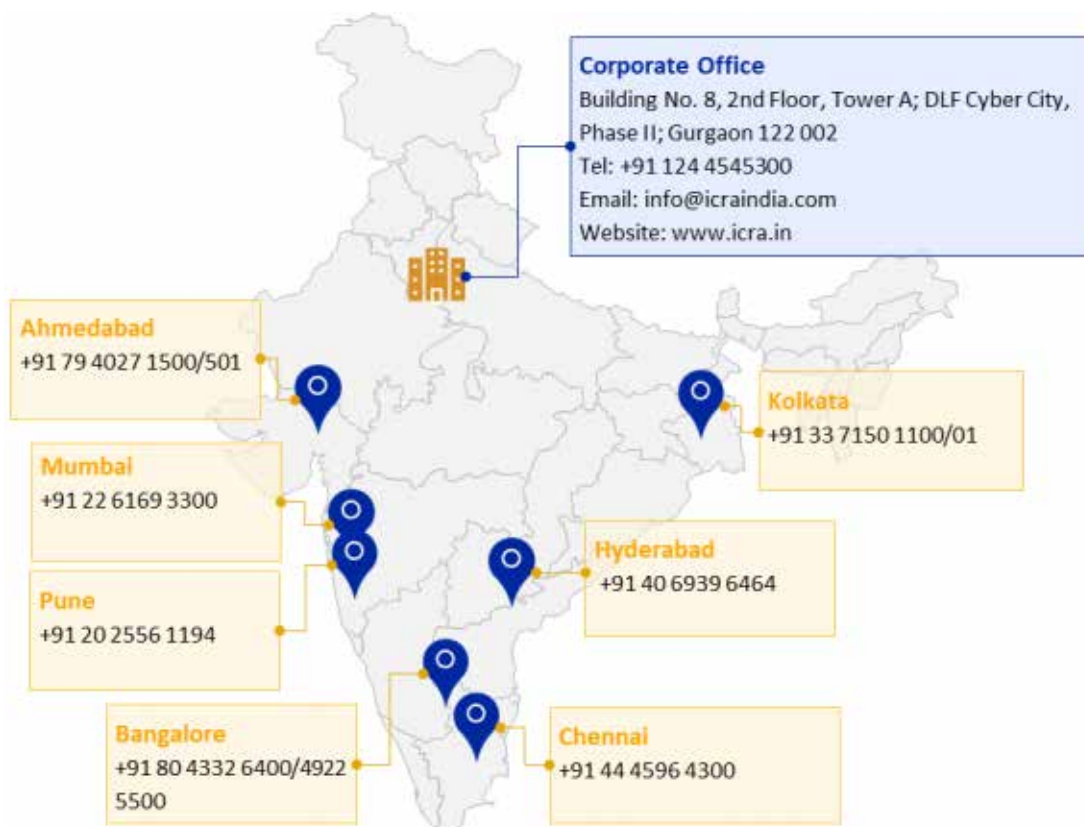 Corporate Office
Building No. 8, 2nd Floor, Tower A; DLF Cyber City,
Phase II; Gurgaon 122 002
Tel: +91 124 4545300
Email: info@icraindia.com
Website: www.icra.in
Ahmedabad
+91 79 4027 1500/501
Kolkata
+91 33 7150 1100/01
Mumbai
+91 22 6169 3300
Hyderabad
+91 40 6939 6464
Pune
+91 20 2556 1194
Bangalore
+91 80 4332 6400/4922
5500
Chennai
+91 44 4596 4300